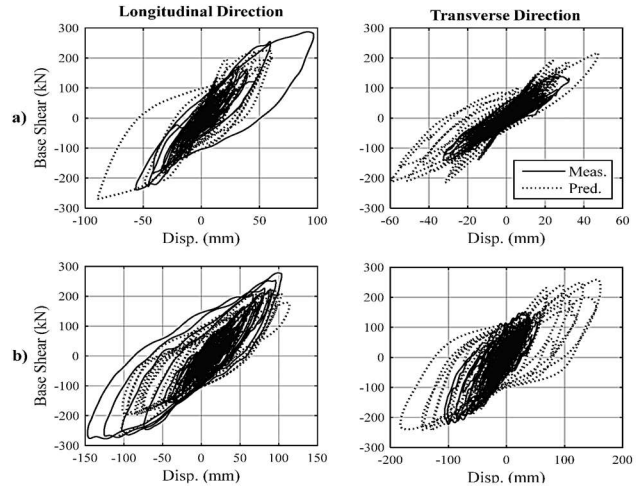 Longitudinal Direction
Transverse Direction
a)
Base Shear (kN)
300
200
100
0
-100
-200
-300
-100 -50 0 50 100
Disp. (mm)
300
200
100
0
-100
-200
-300
-60 -40 -20 0 20 40 60
Disp. (mm)
Meas.
Pred.
b)
Base Shear (kN)
300
200
100
0
-100
-200
-300
-150 -100 -50 0 50 100 150
Disp. (mm)
300
200
100
0
-100
-200
-300
-200 -100 0 100 200
Disp. (mm)